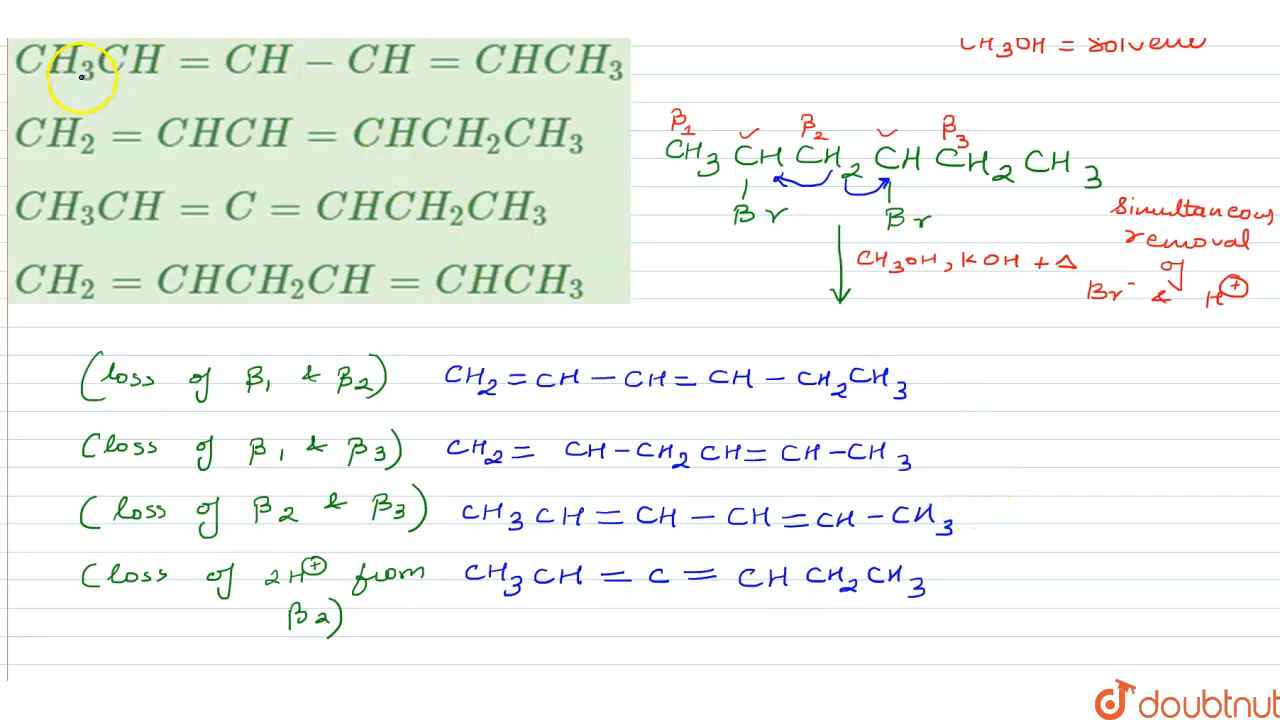 CH3OH = Solvent
CH₃CH = CH − CH = CHCH₃
CH₂ = CHCH = CHCH₂CH₃
CH₃CH = C = CHCH₂CH₃
CH₂ = CHCH₂CH = CHCH₃
β₁ ✓ β₂ ✓ β₃
CH₃ CH CH₂ CH CH₂ CH₃
Br Br
CH₃OH, KOH + Δ
Simultaneous
removal
of
Br⁻ & H⊕
(loss of β₁ & β₂) CH₂ = CH − CH = CH − CH₂CH₃
(loss of β₁ & β₃) CH₂ = CH − CH₂ CH = CH − CH₃
(loss of β₂ & β₃) CH₃ CH = CH − CH = CH − CH₃
(loss of 2H⊕ from CH₃ CH = C = CH CH₂CH₃
β₂)
doubtnut